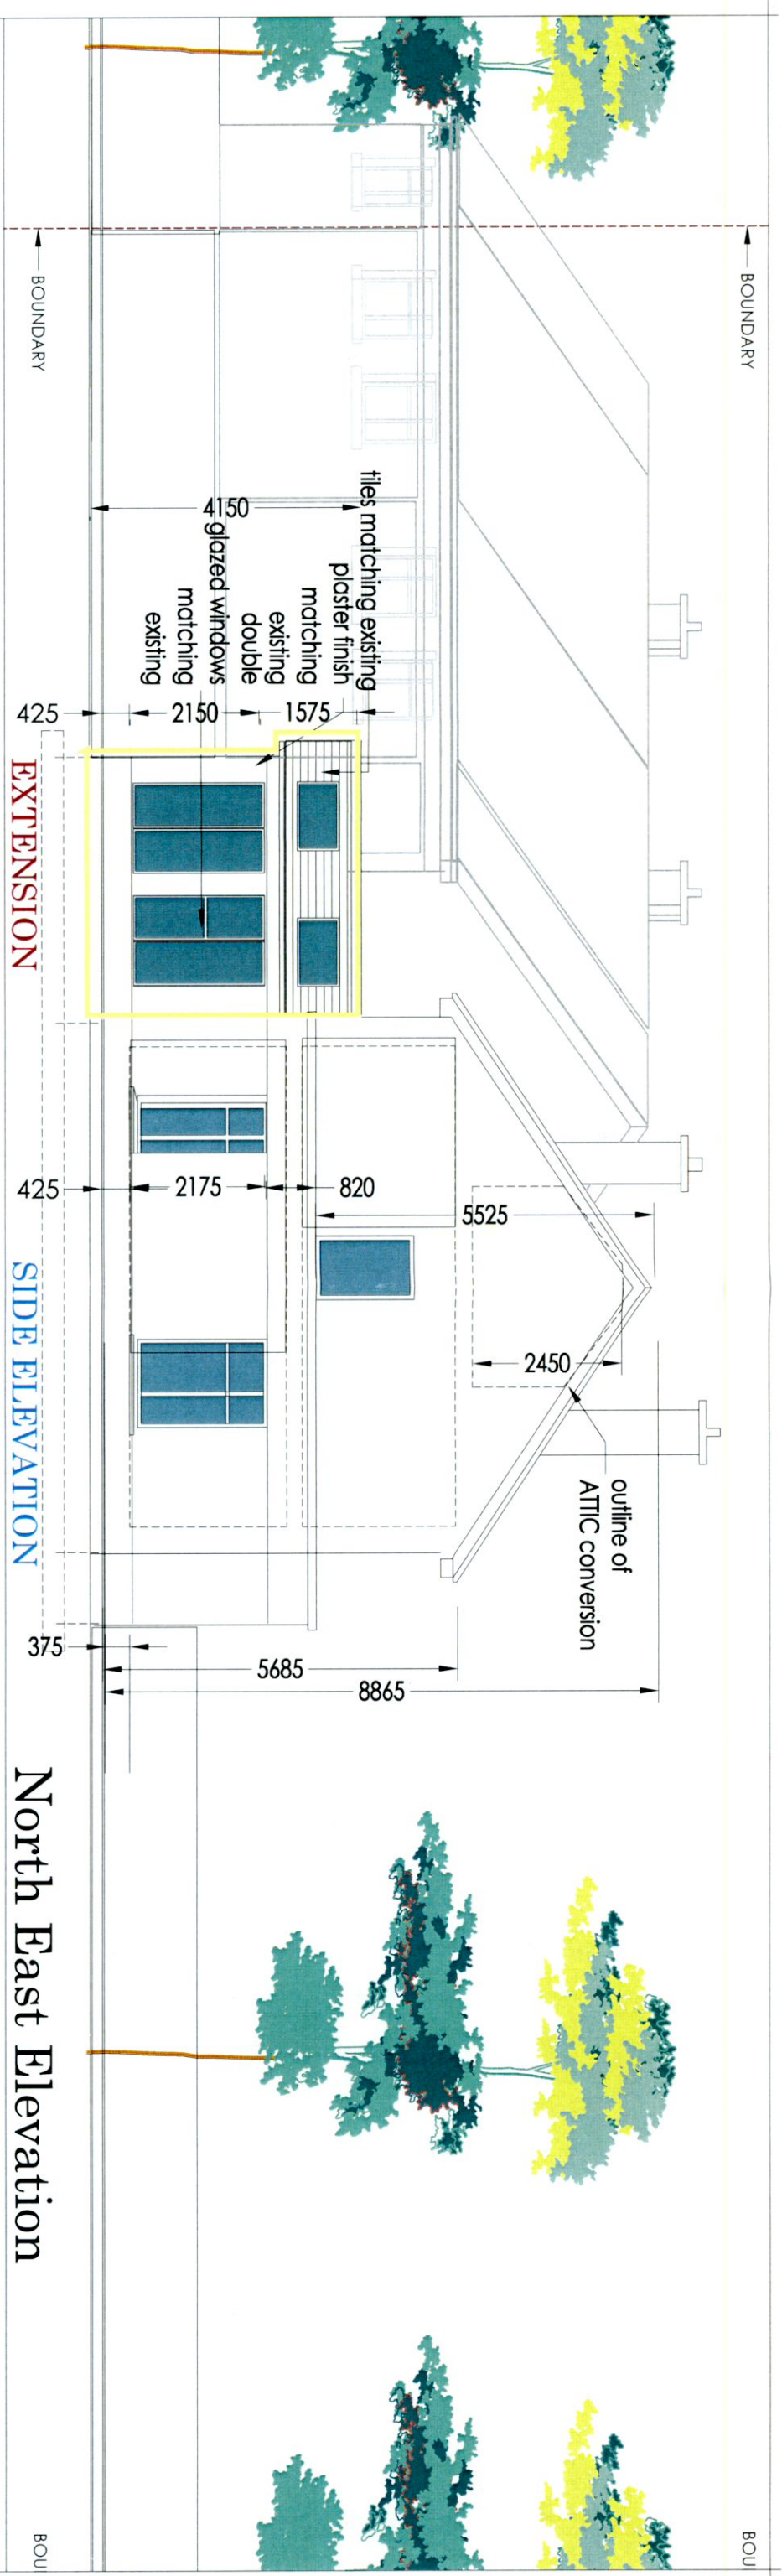 BOUNDARY
BOU
outline of
ATTIC conversion
tiles matching existing
plaster finish
matching
existing
double
glazed windows
matching
existing
4150
1575
2150
425
820
2175
425
5525
2450
5685
8865
375
BOUNDARY
EXTENSION
SIDE ELEVATION
North East Elevation
BOU